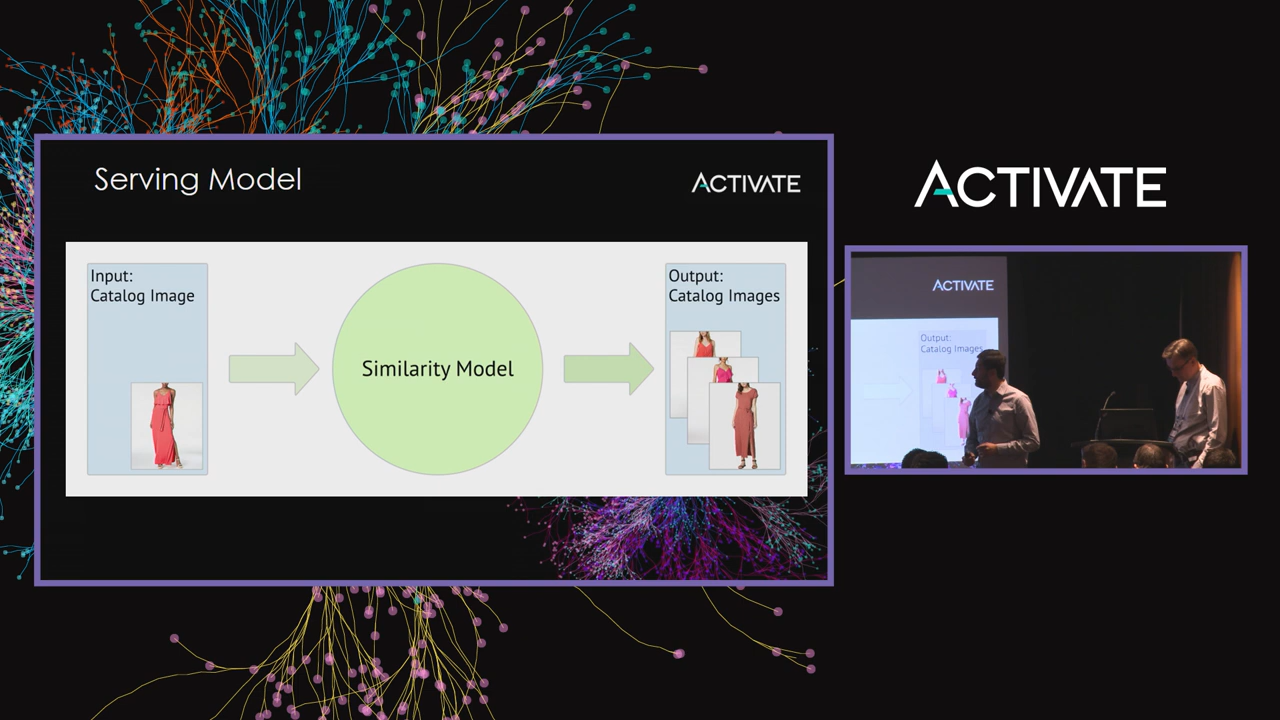 Serving Model
ACTIVATE
Input:
Catalog Image
Similarity Model
Output:
Catalog Images
ACTIVATE
ACTIVATE
Output:
Catalog Images